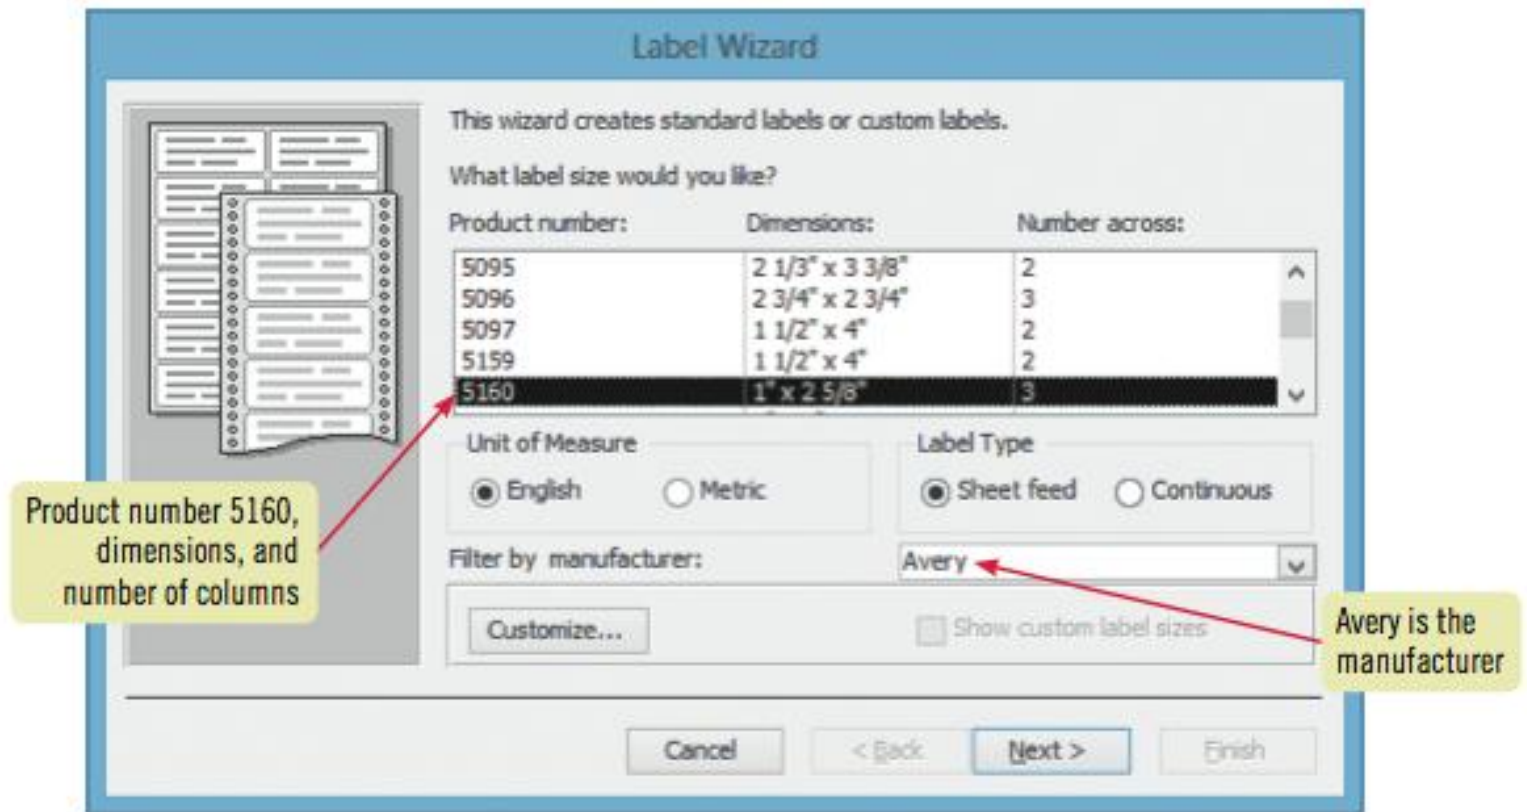 Label Wizard
This wizard creates standard labels or custom labels.
What label size would you like?
Product number: Dimensions: Number across:
5095 2 1/3" x 3 3/8" 2
5096 2 3/4" x 2 3/4" 3
5097 1 1/2" x 4" 2
5159 1 1/2" x 4" 2
5160 1" x 2 5/8" 3
Unit of Measure Label Type
English Metric Sheet feed Continuous
Product number 5160,
dimensions, and
number of columns
Filter by manufacturer: Avery
Customize... Show custom label sizes
Avery is the
manufacturer
Cancel < Back Next > Finish